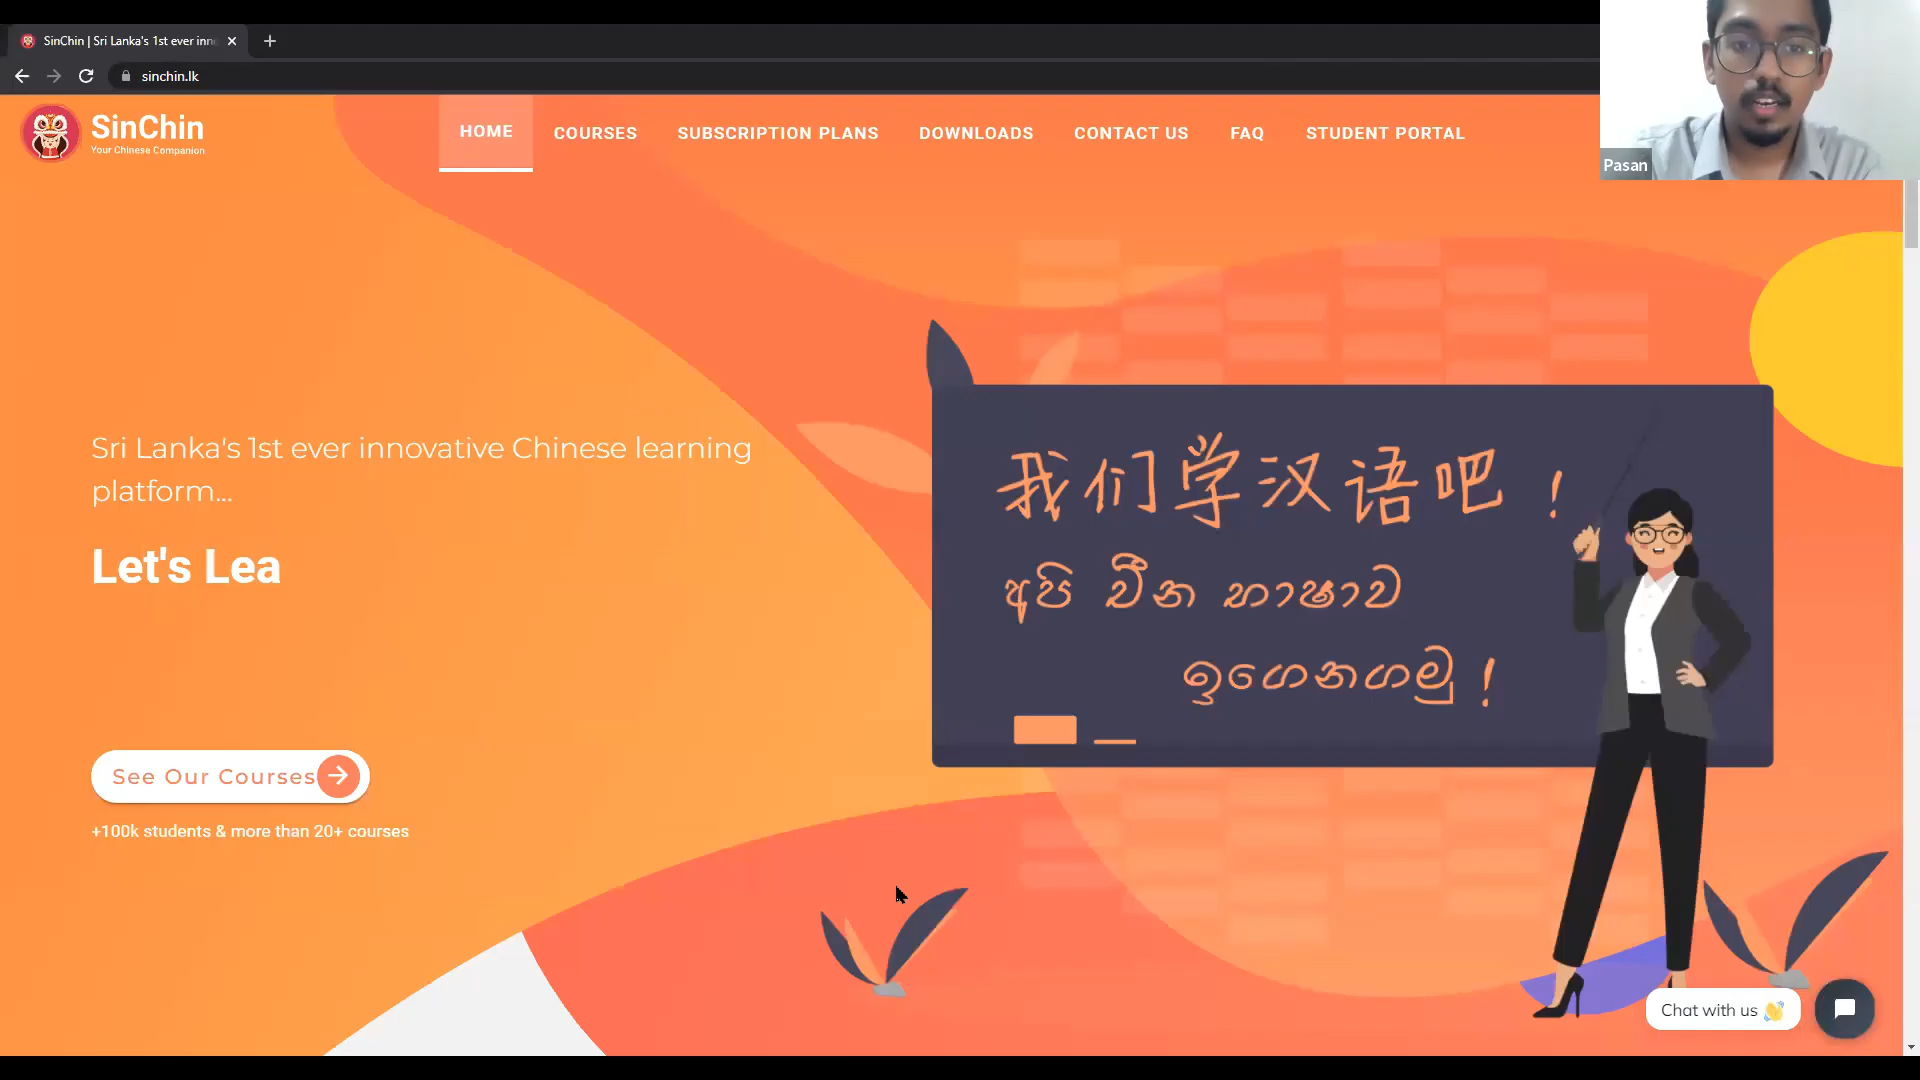 SinChin | Sri Lanka's 1st ever inn
sinchin.lk
SinChin
Your Chinese Companion
HOME
COURSES
SUBSCRIPTION PLANS
DOWNLOADS
CONTACT US
FAQ
STUDENT PORTAL
Pasan
Sri Lanka's 1st ever innovative Chinese learning
platform...
Let's Lea
See Our Courses
+100k students & more than 20+ courses
我们学汉语吧！
අපි චීන භාෂාව
ඉගෙනගමු !
Chat with us 👋